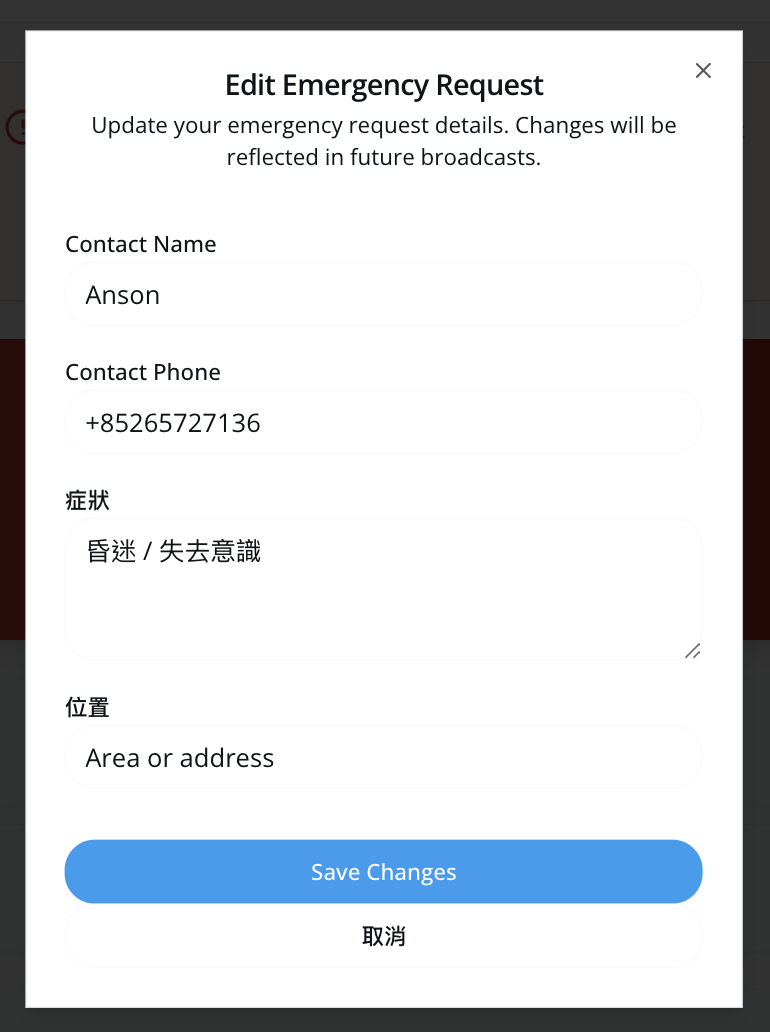 Edit Emergency Request
Update your emergency request details. Changes will be
reflected in future broadcasts.
Contact Name
Anson
Contact Phone
+85265727136
症狀
昏迷 / 失去意識
位置
Area or address
Save Changes
取消